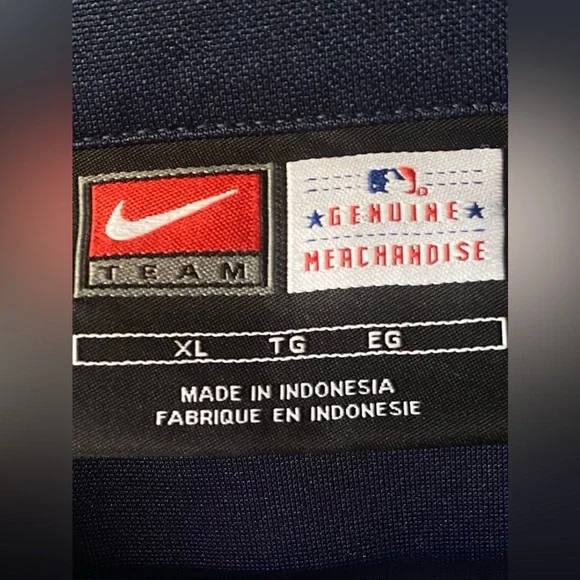 TEAM
GENUINE
MERCHANDISE
XL TG EG
MADE IN INDONESIA
FABRIQUE EN INDONESIE